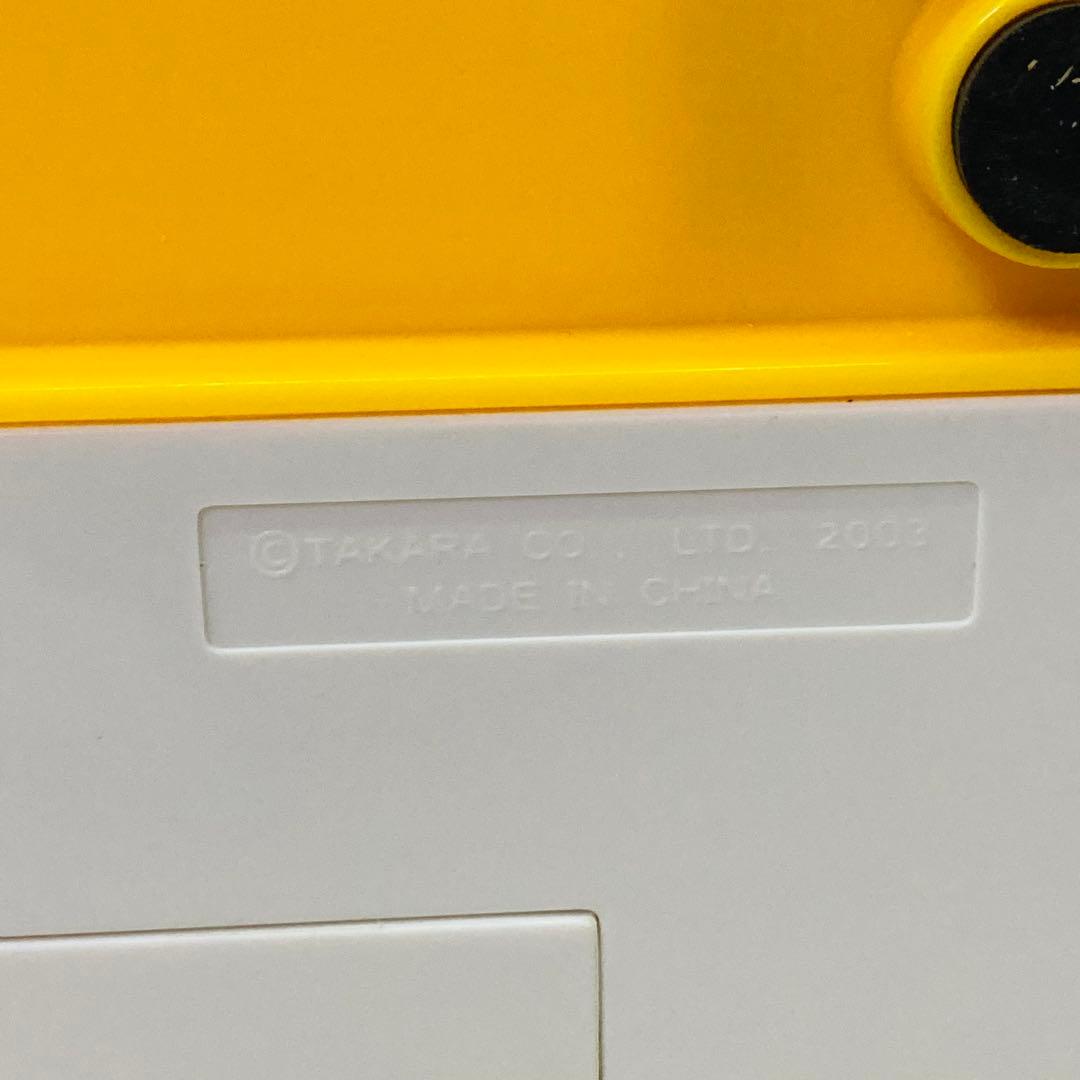 ©TAKARA CO., LTD. 2003
MADE IN CHINA